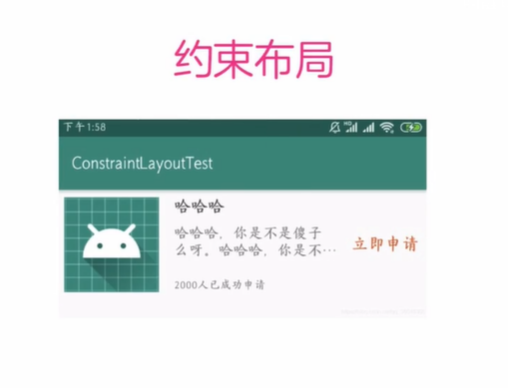 约束布局
下午1:58
ConstraintLayoutTest
哈哈哈
哈哈哈，你是不是傻子
么呀。哈哈哈，你是不…
立即申请
2000人已成功申请